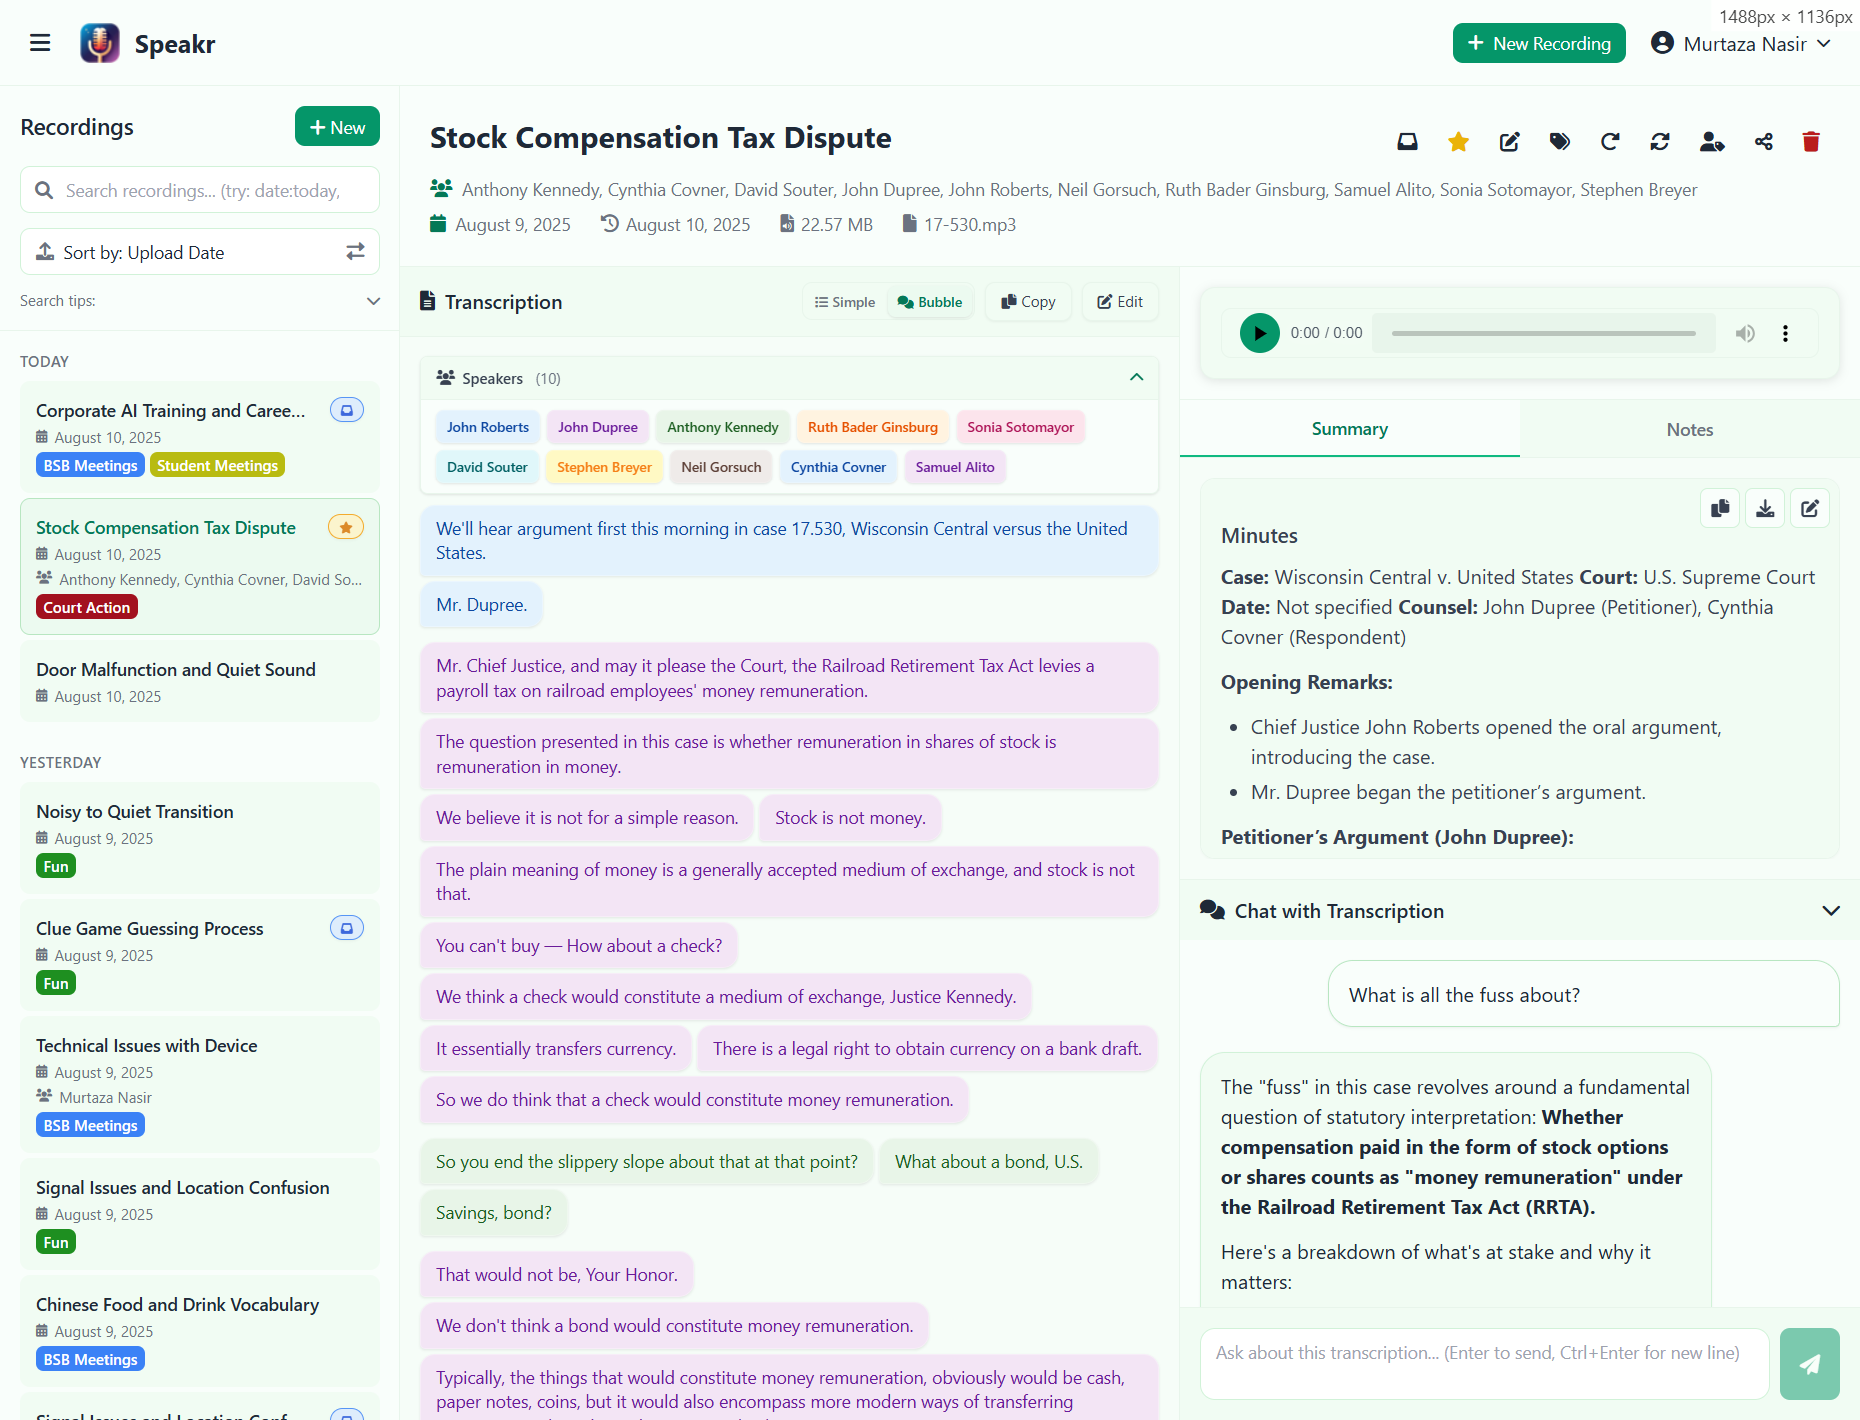 1488px × 1136px
Speakr
New Recording
Murtaza Nasir
Recordings
New
Search recordings... (try: date:today,
Sort by: Upload Date
Search tips:
TODAY
Corporate AI Training and Caree...
August 10, 2025
BSB Meetings
Student Meetings
Stock Compensation Tax Dispute
August 10, 2025
Anthony Kennedy, Cynthia Covner, David So...
Court Action
Door Malfunction and Quiet Sound
August 10, 2025
YESTERDAY
Noisy to Quiet Transition
August 9, 2025
Fun
Clue Game Guessing Process
August 9, 2025
Fun
Technical Issues with Device
August 9, 2025
Murtaza Nasir
BSB Meetings
Signal Issues and Location Confusion
August 9, 2025
Fun
Chinese Food and Drink Vocabulary
August 9, 2025
BSB Meetings
Signal Issues and Location Conf...
Stock Compensation Tax Dispute
Anthony Kennedy, Cynthia Covner, David Souter, John Dupree, John Roberts, Neil Gorsuch, Ruth Bader Ginsburg, Samuel Alito, Sonia Sotomayor, Stephen Breyer
August 9, 2025
August 10, 2025
22.57 MB
17-530.mp3
Transcription
Simple
Bubble
Copy
Edit
Speakers (10)
John Roberts
John Dupree
Anthony Kennedy
Ruth Bader Ginsburg
Sonia Sotomayor
David Souter
Stephen Breyer
Neil Gorsuch
Cynthia Covner
Samuel Alito
We'll hear argument first this morning in case 17.530, Wisconsin Central versus the United
States.
Mr. Dupree.
Mr. Chief Justice, and may it please the Court, the Railroad Retirement Tax Act levies a
payroll tax on railroad employees' money remuneration.
The question presented in this case is whether remuneration in shares of stock is
remuneration in money.
We believe it is not for a simple reason.
Stock is not money.
The plain meaning of money is a generally accepted medium of exchange, and stock is not
that.
You can't buy — How about a check?
We think a check would constitute a medium of exchange, Justice Kennedy.
It essentially transfers currency.
There is a legal right to obtain currency on a bank draft.
So we do think that a check would constitute money remuneration.
So you end the slippery slope about that at that point?
What about a bond, U.S.
Savings, bond?
That would not be, Your Honor.
We don't think a bond would constitute money remuneration.
Typically, the things that would constitute money remuneration, obviously would be cash,
paper notes, coins, but it would also encompass more modern ways of transferring
0:00 / 0:00
Summary
Notes
Minutes
Case: Wisconsin Central v. United States Court: U.S. Supreme Court
Date: Not specified Counsel: John Dupree (Petitioner), Cynthia
Covner (Respondent)
Opening Remarks:
Chief Justice John Roberts opened the oral argument,
introducing the case.
Mr. Dupree began the petitioner’s argument.
Petitioner’s Argument (John Dupree):
Chat with Transcription
What is all the fuss about?
The "fuss" in this case revolves around a fundamental
question of statutory interpretation: Whether
compensation paid in the form of stock options
or shares counts as "money remuneration" under
the Railroad Retirement Tax Act (RRTA).
Here's a breakdown of what's at stake and why it
matters:
Ask about this transcription... (Enter to send, Ctrl+Enter for new line)